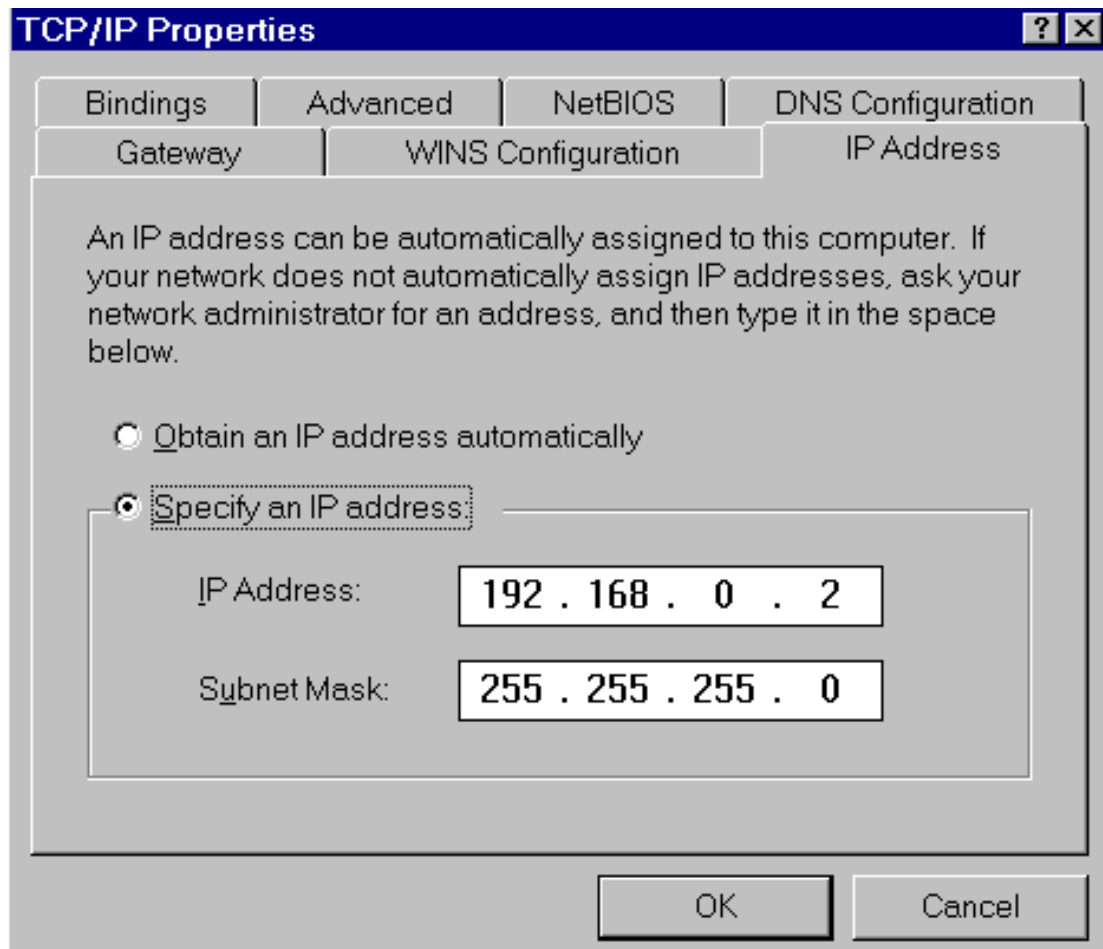 TCP/IP Properties
Bindings Advanced NetBIOS DNS Configuration
Gateway WINS Configuration IP Address
An IP address can be automatically assigned to this computer. If
your network does not automatically assign IP addresses, ask your
network administrator for an address, and then type it in the space
below.
Obtain an IP address automatically
Specify an IP address:
IP Address: 192 . 168 . 0 . 2
Subnet Mask: 255 . 255 . 255 . 0
OK Cancel